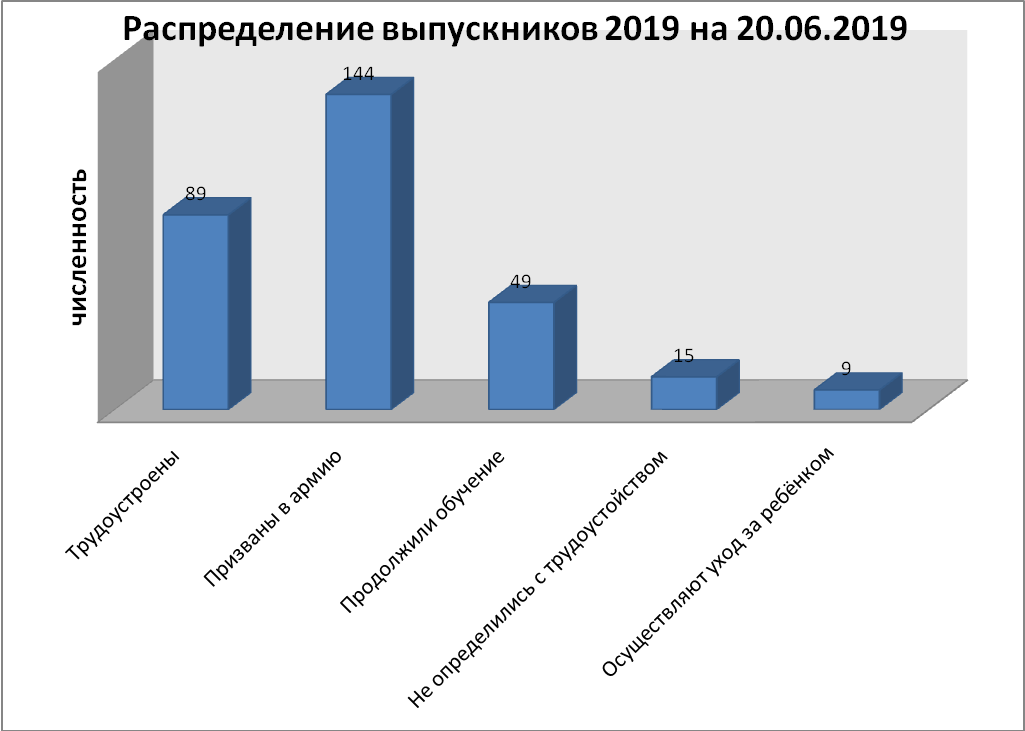 Распределение выпускников 2019 на 20.06.2019
численность
89
144
49
15
9
Трудоустроены
Призваны в армию
Продолжили обучение
Не определились с трудоустойством
Осуществляют уход за ребёнком